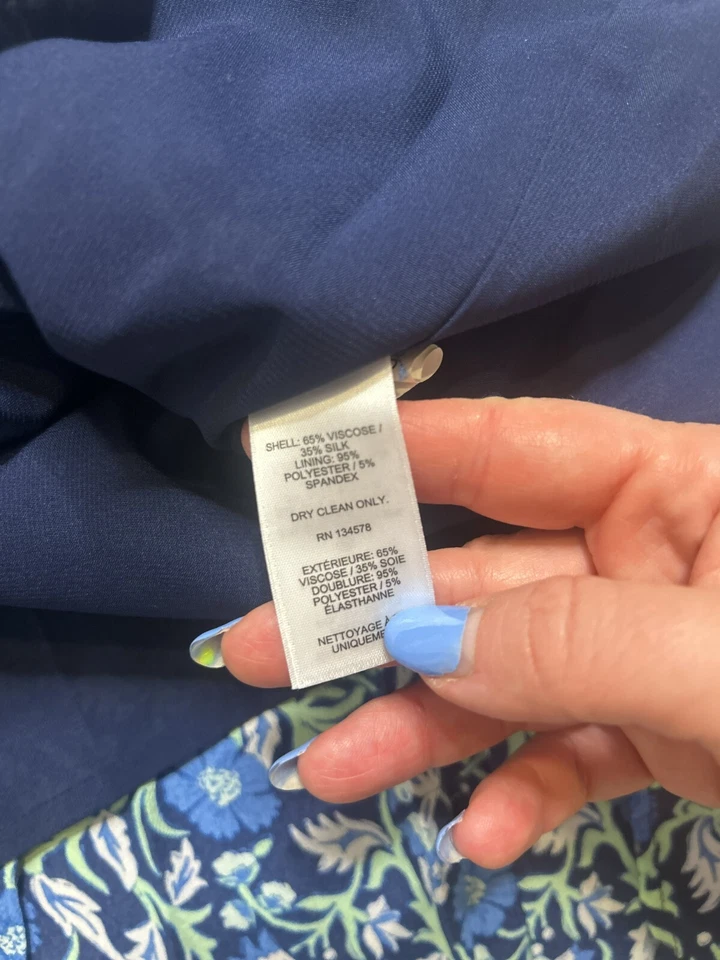 SHELL: 65% VISCOSE /
35% SILK
LINING: 95%
POLYESTER / 5%
SPANDEX
DRY CLEAN ONLY.
RN 134578
EXTÉRIEURE: 65%
VISCOSE / 35% SOIE
DOUBLURE: 95%
POLYESTER / 5%
ÉLASTHANNE
NETTOYAGE